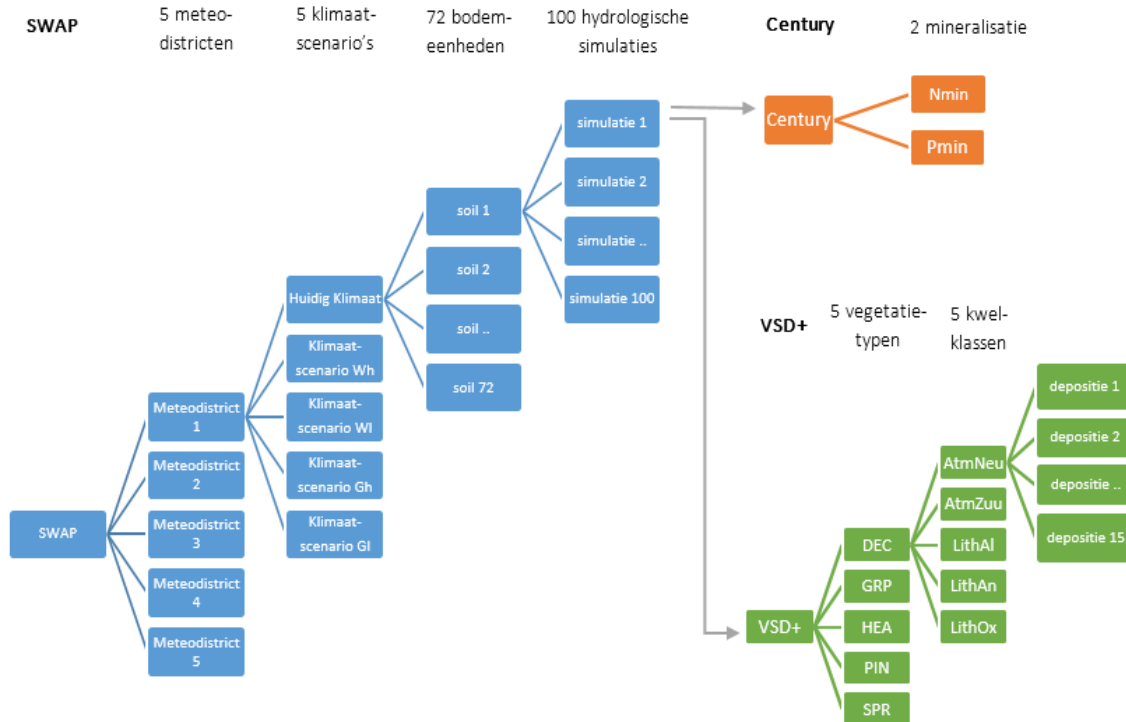 SWAP
5 meteo-
districten
5 klimaat-
scenario's
72 bodem-
eenheden
100 hydrologische
simulaties
Century
2 mineralisatie
simulatie 1
simulatie 2
simulatie ..
simulatie 100
Century
Nmin
Pmin
soil 1
soil 2
soil ..
soil 72
Huidig Klimaat
Klimaat-
scenario Wh
Klimaat-
scenario Wl
Klimaat-
scenario Gh
Klimaat-
scenario Gl
Meteodistrict
1
Meteodistrict
2
Meteodistrict
3
Meteodistrict
4
Meteodistrict
5
SWAP
VSD+
5 vegetatie-
typen
5 kwel-
klassen
depositie 1
depositie 2
depositie ..
depositie 15
AtmNeu
AtmZuu
LithAl
LithAn
LithOx
DEC
GRP
HEA
PIN
SPR
VSD+